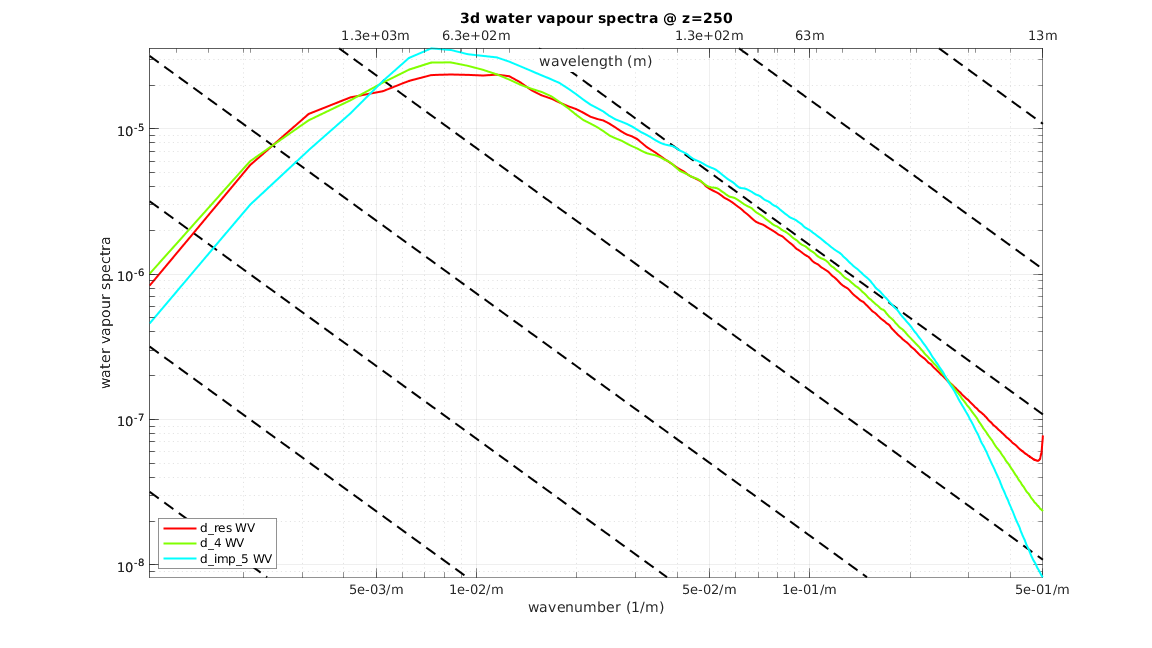 3d water vapour spectra @ z=250
1.3e+03m 6.3e+02m 1.3e+02m 63m 13m
wavelength (m)
10-5
10-6
10-7
10-8
water vapour spectra
d_res WV
d_4 WV
d_imp_5 WV
5e-03/m 1e-02/m 5e-02/m 1e-01/m 5e-01/m
wavenumber (1/m)